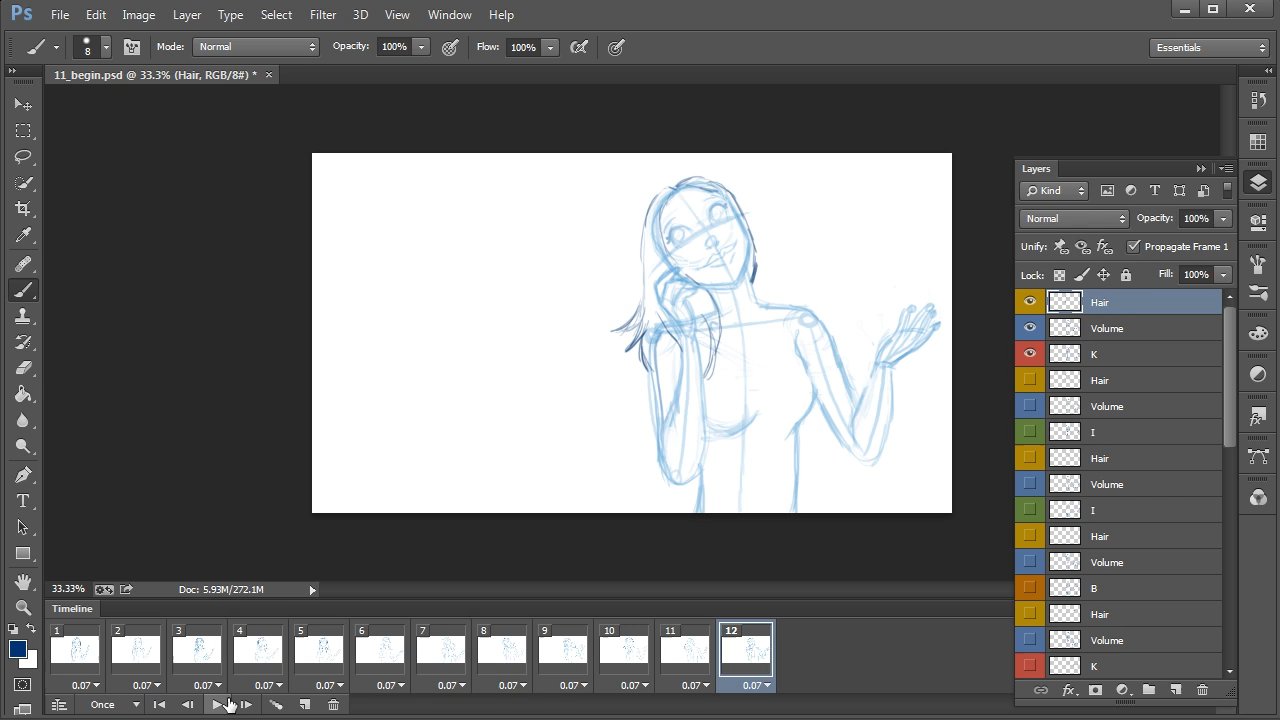 Ps File Edit Image Layer Type Select Filter 3D View Window Help
8 Mode: Normal Opacity: 100% Flow: 100% Essentials
11_begin.psd @ 33.3% (Hair, RGB/8#) * ×
Layers
Kind T
Normal Opacity: 100%
Unify: Propagate Frame 1
Lock: Fill: 100%
Hair
Volume
K
Hair
Volume
I
Hair
Volume
I
Hair
Volume
B
Hair
Volume
K
33.33% Doc: 5.93M/272.1M
Timeline
1 2 3 4 5 6 7 8 9 10 11 12
0.07 0.07 0.07 0.07 0.07 0.07 0.07 0.07 0.07 0.07 0.07 0.07
Once
fx